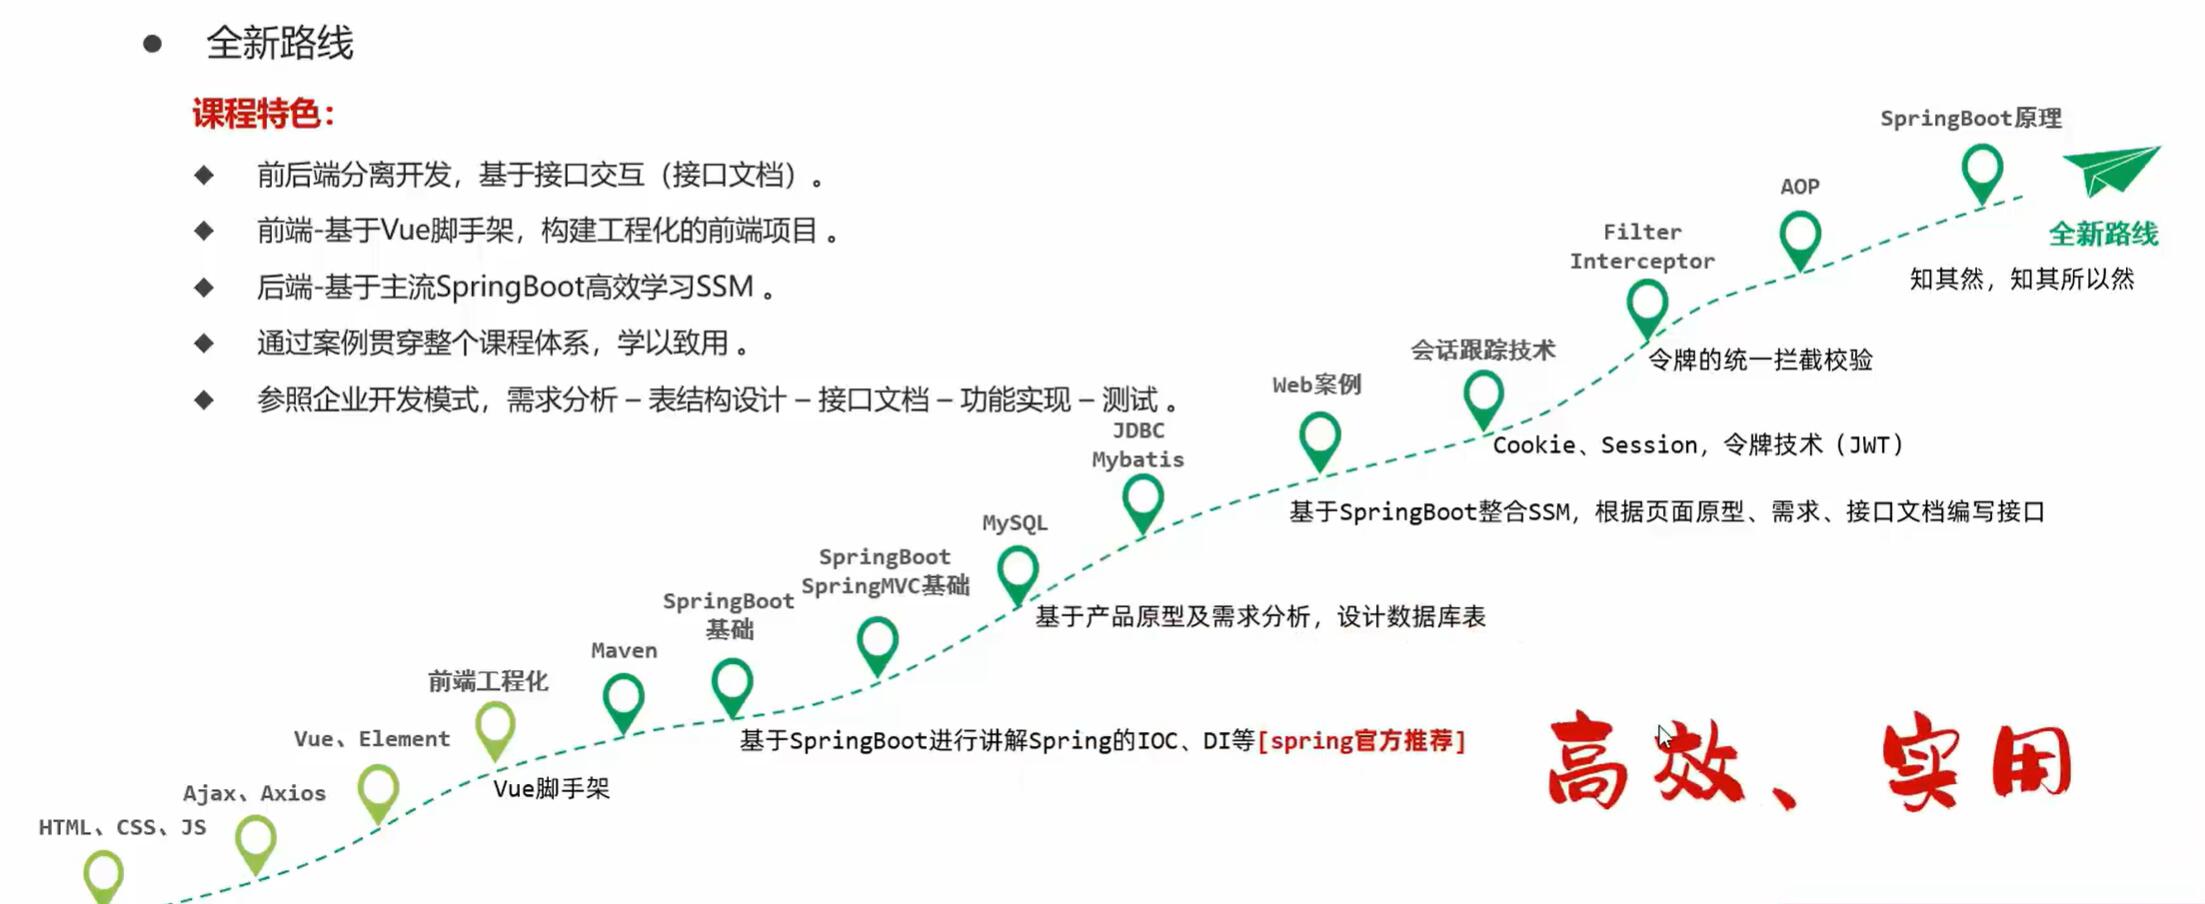 全新路线
课程特色：
前后端分离开发，基于接口交互（接口文档）。
前端-基于Vue脚手架，构建工程化的前端项目 。
后端-基于主流SpringBoot高效学习SSM 。
通过案例贯穿整个课程体系，学以致用 。
参照企业开发模式，需求分析 – 表结构设计 – 接口文档 – 功能实现 – 测试 。
HTML、CSS、JS
Ajax、Axios
Vue、Element
前端工程化
Vue脚手架
Maven
SpringBoot
基础
基于SpringBoot进行讲解Spring的IOC、DI等[spring官方推荐]
SpringBoot
SpringMVC基础
MySQL
基于产品原型及需求分析，设计数据库表
JDBC
Mybatis
Web案例
基于SpringBoot整合SSM，根据页面原型、需求、接口文档编写接口
会话跟踪技术
Cookie、Session，令牌技术（JWT）
Filter
Interceptor
令牌的统一拦截校验
AOP
SpringBoot原理
全新路线
知其然，知其所以然
高效、实用